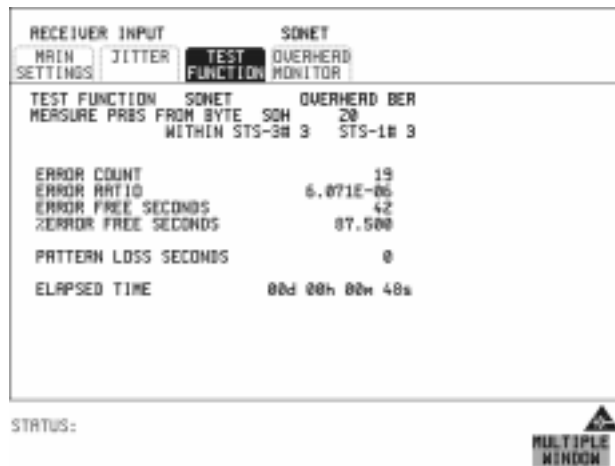 RECEIVER INPUT SONET
MAIN SETTINGS JITTER TEST FUNCTION OVERHEAD MONITOR
TEST FUNCTION SONET OVERHEAD BER
MEASURE PRBS FROM BYTE SOH 20
WITHIN STS-3# 3 STS-1# 3
ERROR COUNT 19
ERROR RATIO 6.071E-06
ERROR FREE SECONDS 42
%ERROR FREE SECONDS 87.500
PATTERN LOSS SECONDS 0
ELAPSED TIME 00d 00h 00m 48s
STATUS:
MULTIPLE
WINDOW